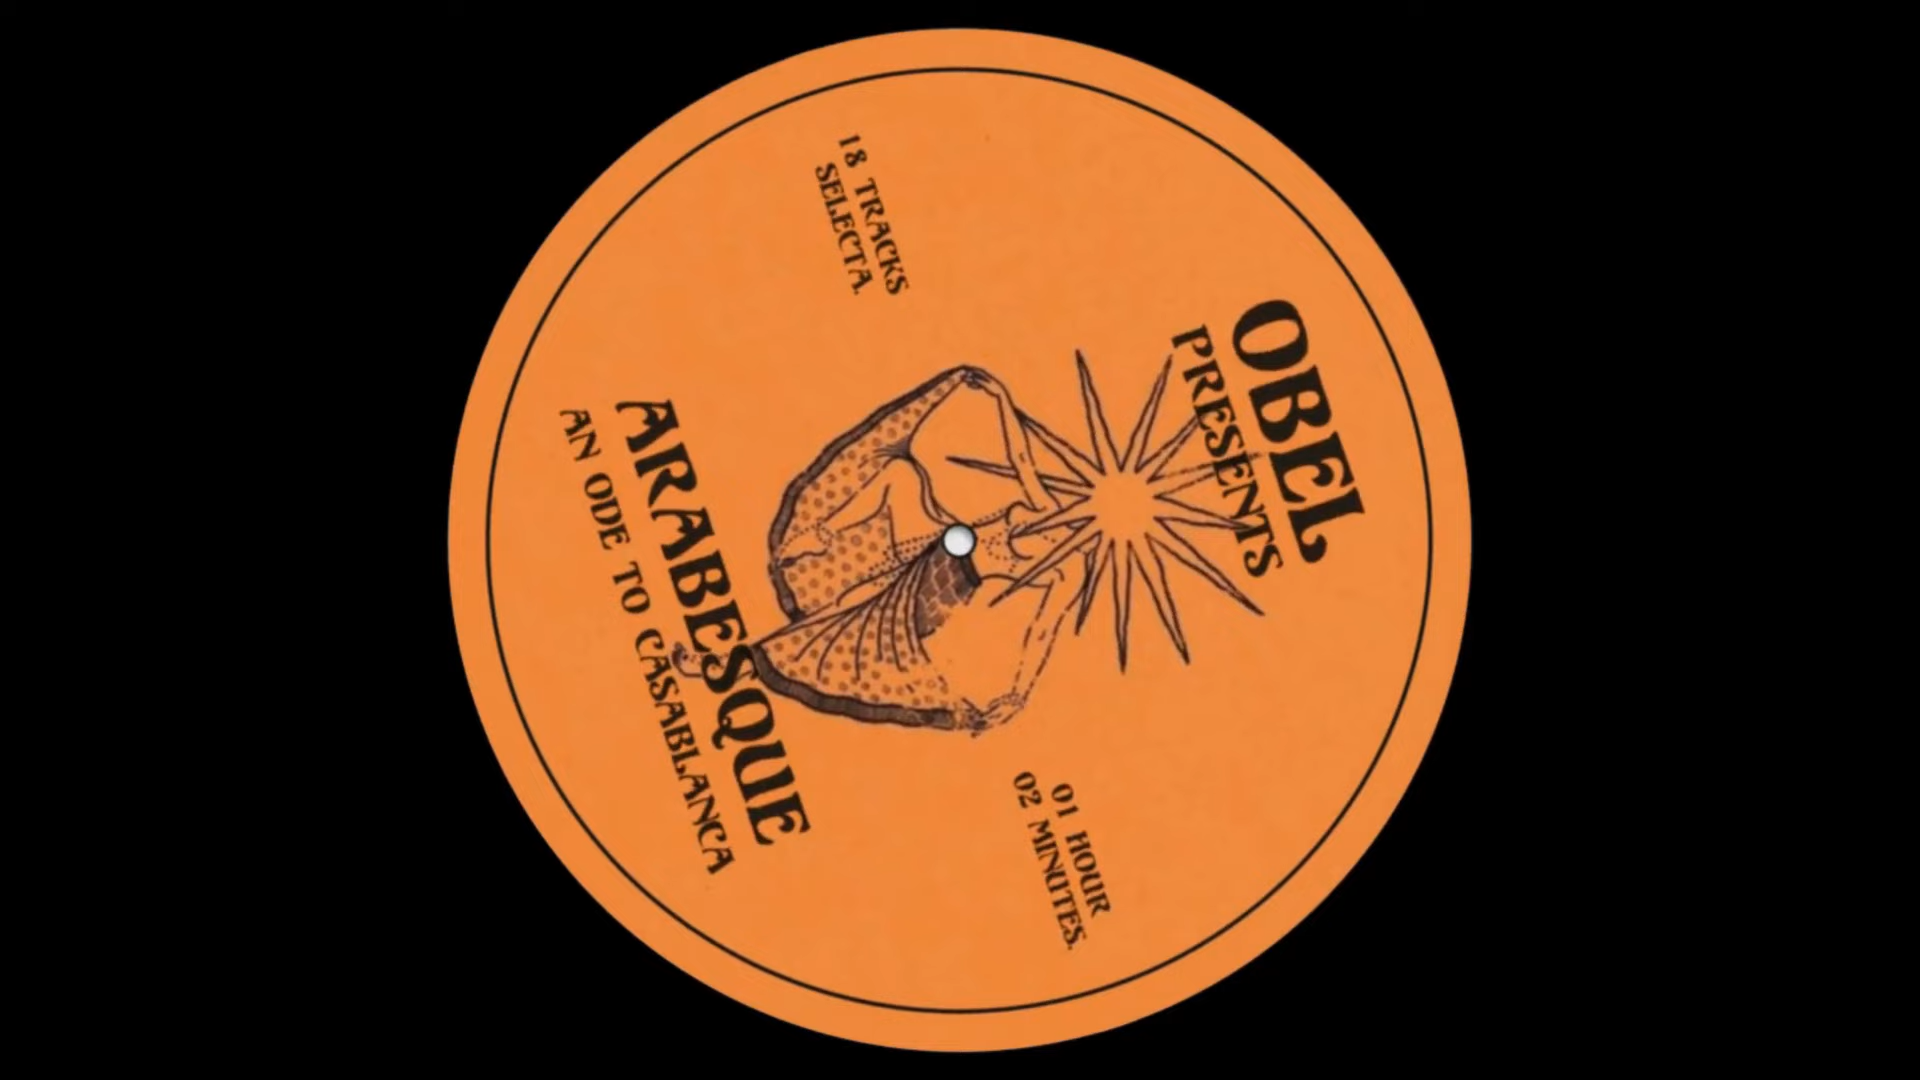 OBEL
PRESENTS
18 TRACKS
SELECTA.
01 HOUR
02 MINUTES.
ARABESQUE
AN ODE TO CASABLANCA